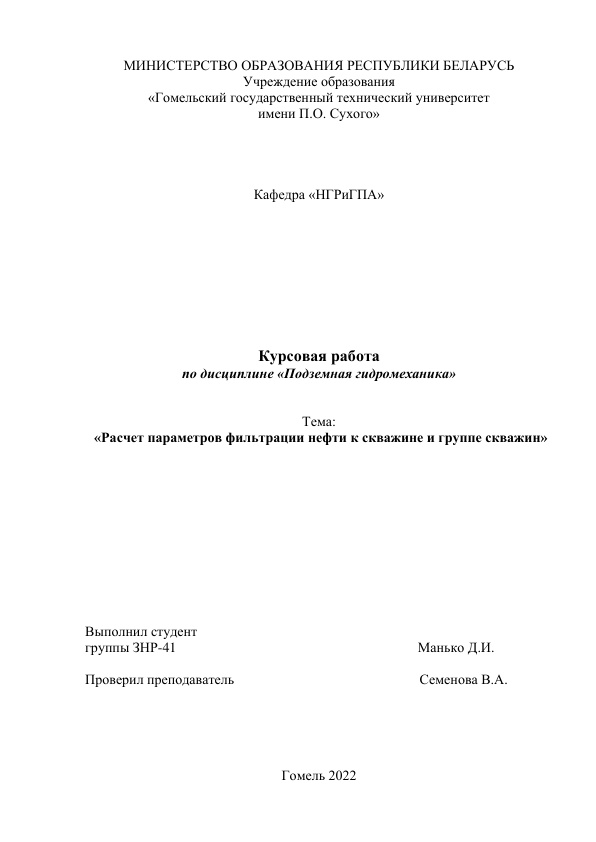 МИНИСТЕРСТВО ОБРАЗОВАНИЯ РЕСПУБЛИКИ БЕЛАРУСЬ
Учреждение образования
«Гомельский государственный технический университет
имени П.О. Сухого»
Кафедра «НГРиГПА»
Курсовая работа
по дисциплине «Подземная гидромеханика»
Тема:
«Расчет параметров фильтрации нефти к скважине и группе скважин»
Выполнил студент
группы ЗНР-41 Манько Д.И.
Проверил преподаватель Семенова В.А.
Гомель 2022